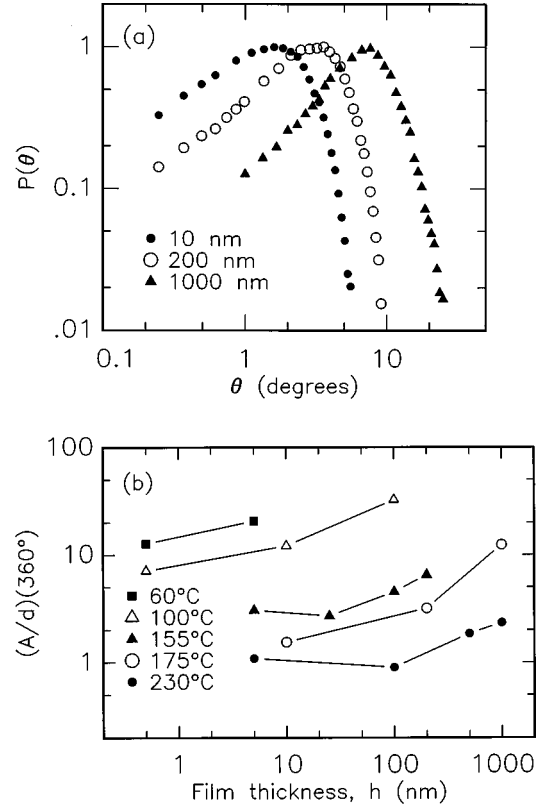 (a)
1
0.1
.01
P(θ)
● 10 nm
○ 200 nm
▲ 1000 nm
0.1 1 10
θ (degrees)
(b)
100
10
1
(A/d)(360°)
■ 60°C
△ 100°C
▲ 155°C
○ 175°C
● 230°C
1 10 100 1000
Film thickness, h (nm)